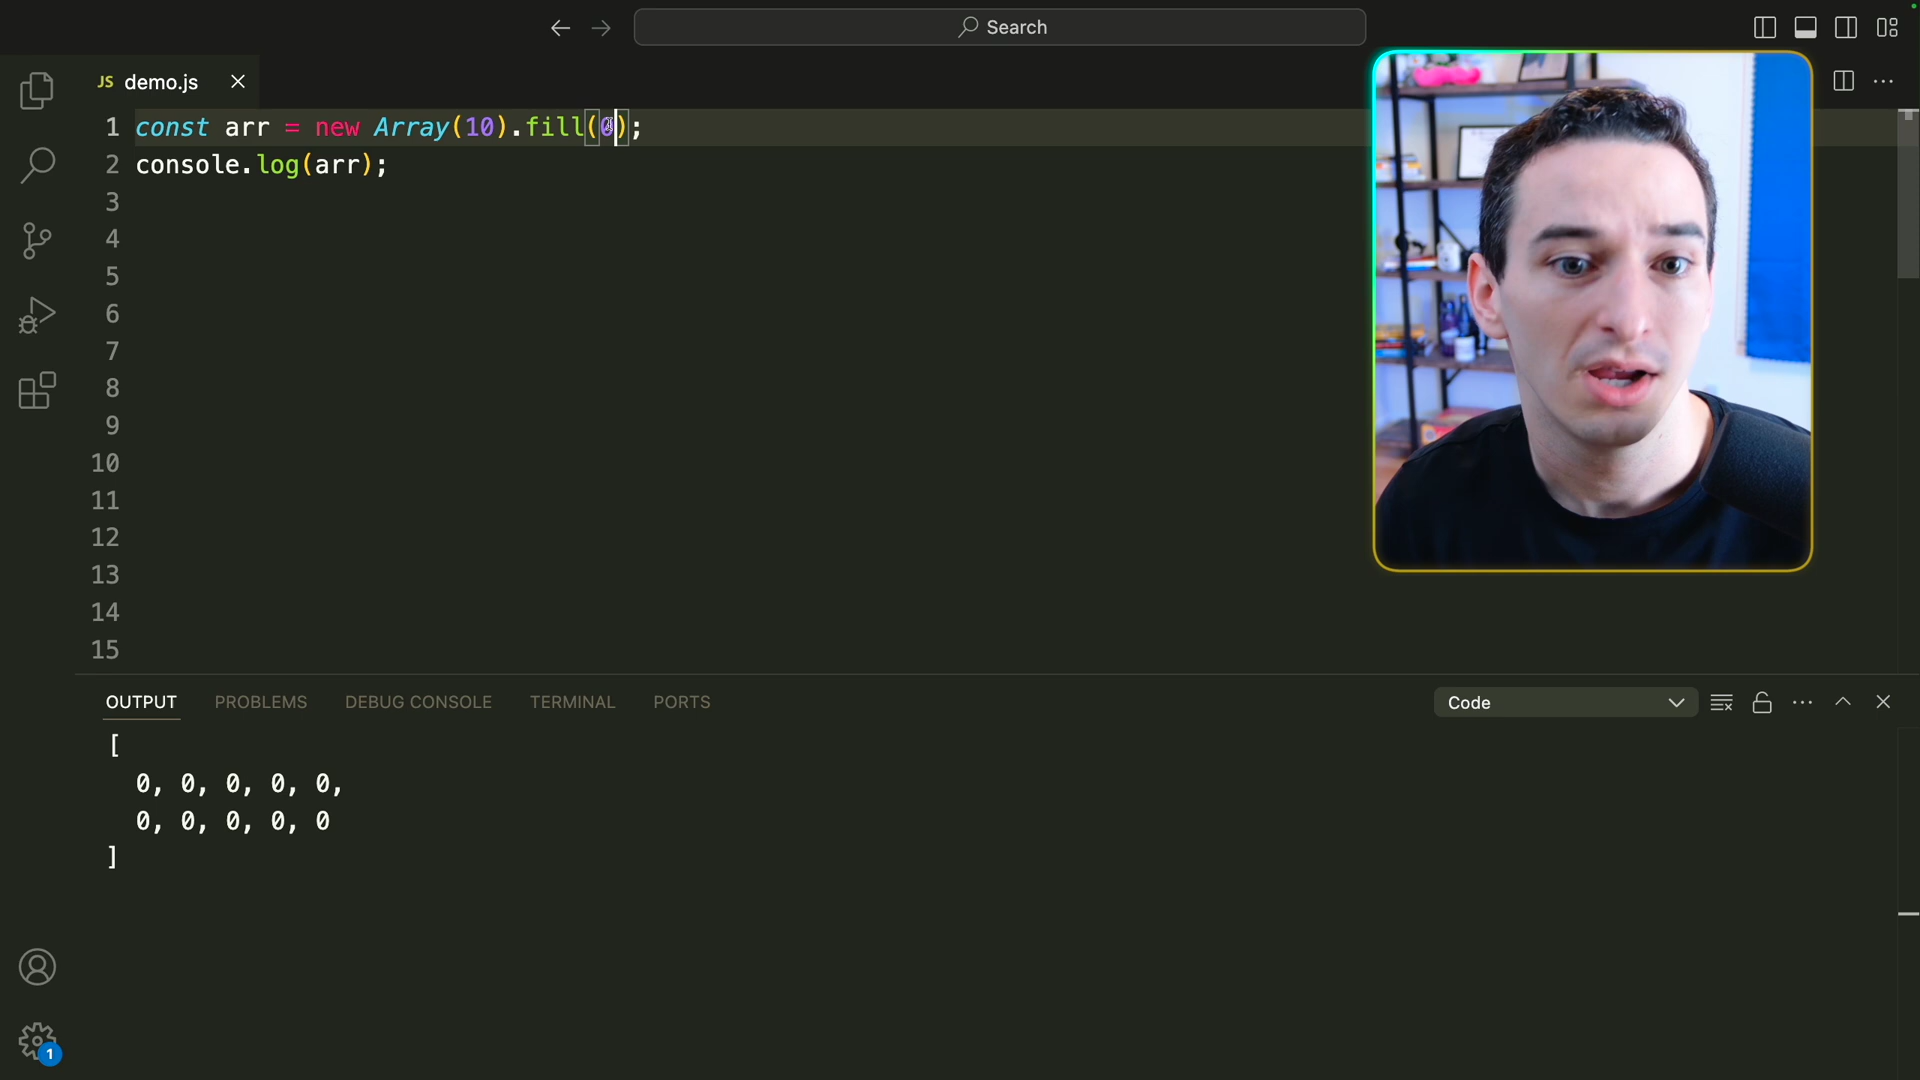 Search
JS demo.js
1 const arr = new Array(10).fill(0);
2 console.log(arr);
3
4
5
6
7
8
9
10
11
12
13
14
15
OUTPUT PROBLEMS DEBUG CONSOLE TERMINAL PORTS
Code
[
0, 0, 0, 0, 0,
0, 0, 0, 0, 0
]
1